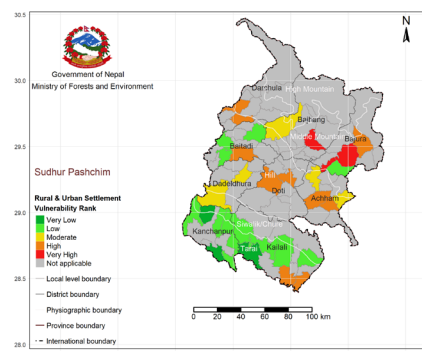 30.5
N
30.0
Darchula
High Mountain
Government of Nepal
Ministry of Forests and Environment
Bajhang
Middle Mountain
Bajura
Baitadi
29.5
Sudhur Pashchim
Hill
Dadeldhura
Doti
Achham
Rural & Urban Settlement
Vulnerability Rank
Very Low
Low
Moderate
High
Very High
Not applicable
29.0
Siwalik/Chure
Kanchanpur
Kailali
Tarai
Local level boundary
District boundary
Physiographic boundary
Province boundary
International boundary
28.5
0 20 40 60 80 100 km
28.0